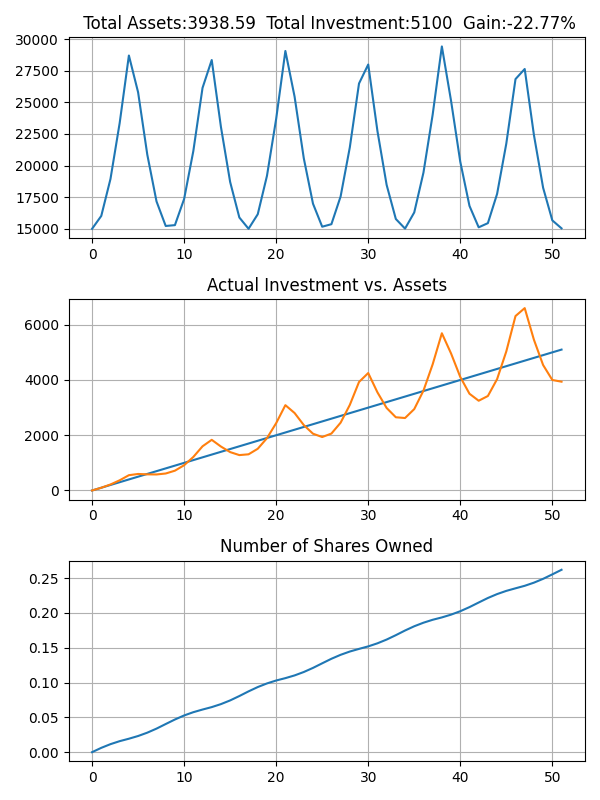 Total Assets:3938.59  Total Investment:5100  Gain:-22.77%
30000
27500
25000
22500
20000
17500
15000
0 10 20 30 40 50
Actual Investment vs. Assets
6000
4000
2000
0
0 10 20 30 40 50
Number of Shares Owned
0.25
0.20
0.15
0.10
0.05
0.00
0 10 20 30 40 50